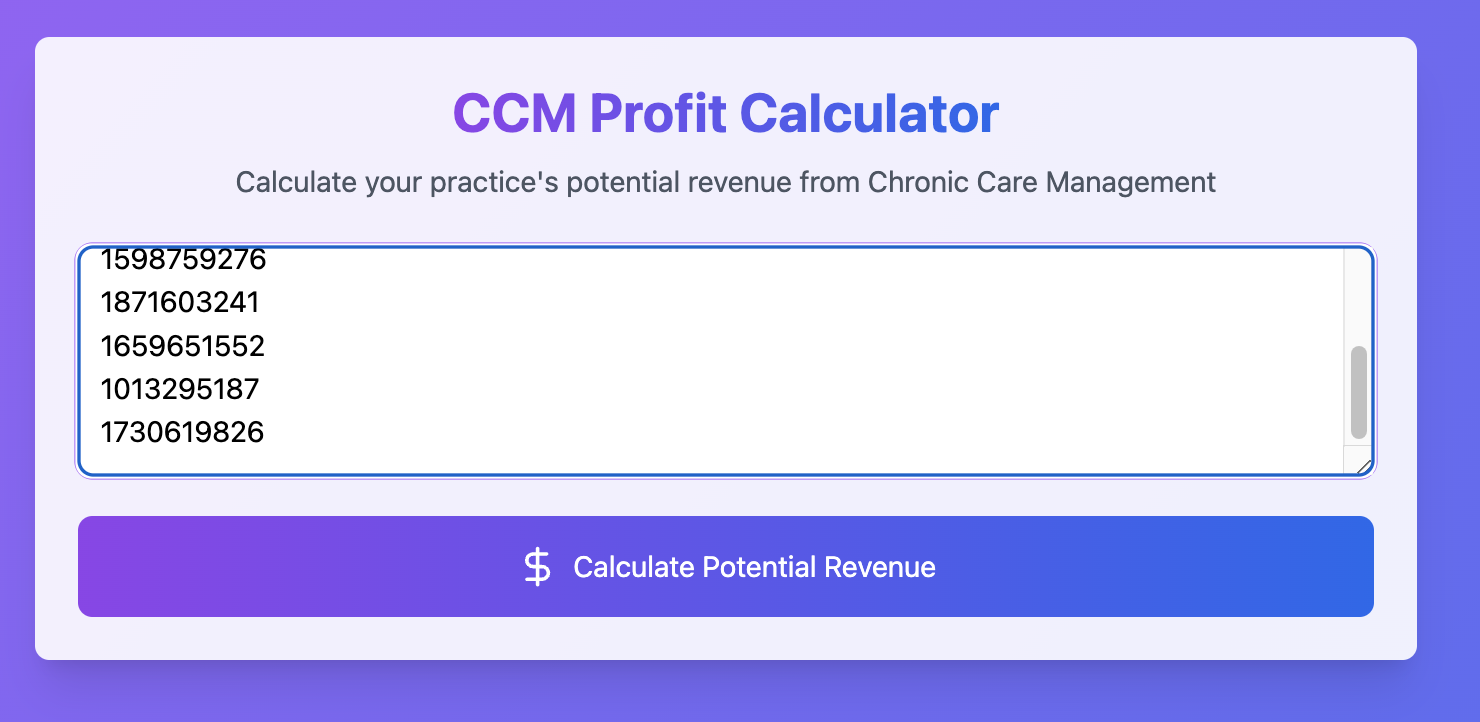 CCM Profit Calculator
Calculate your practice's potential revenue from Chronic Care Management
1598759276
1871603241
1659651552
1013295187
1730619826
$ Calculate Potential Revenue